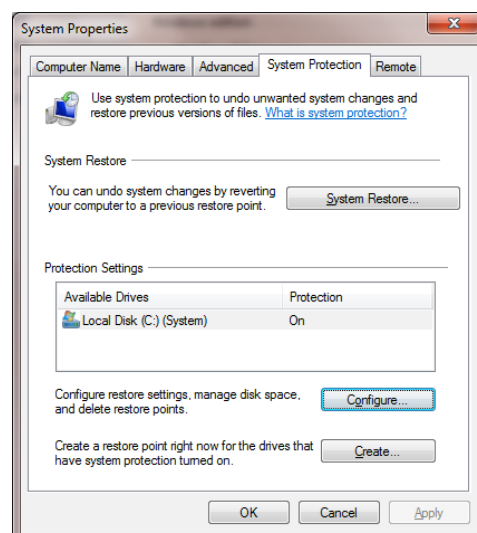 System Properties
Computer Name Hardware Advanced System Protection Remote
Use system protection to undo unwanted system changes and
restore previous versions of files. What is system protection?
System Restore
You can undo system changes by reverting
your computer to a previous restore point.
System Restore...
Protection Settings
Available Drives Protection
Local Disk (C:) (System) On
Configure restore settings, manage disk space,
and delete restore points.
Configure...
Create a restore point right now for the drives that
have system protection turned on.
Create...
OK Cancel Apply